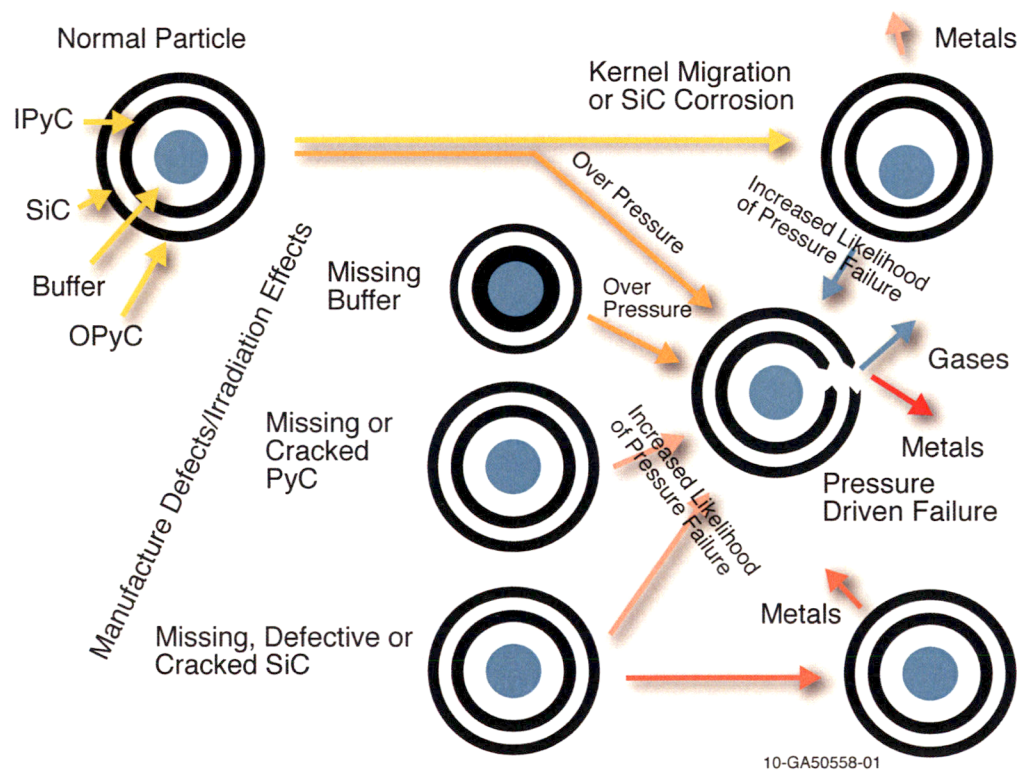 Normal Particle
IPyC
SiC
Buffer
OPyC
Manufacture Defects/Irradiation Effects
Kernel Migration
or SiC Corrosion
Metals
Over Pressure
Increased Likelihood
of Pressure Failure
Missing
Buffer
Over
Pressure
Gases
Metals
Pressure
Driven Failure
Missing or
Cracked
PyC
Increased Likelihood
of Pressure Failure
Missing, Defective or
Cracked SiC
Metals
10-GA50558-01